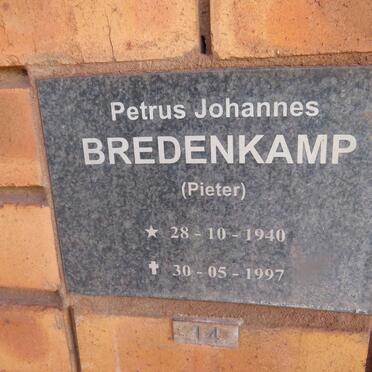 Petrus Johannes
BREDENKAMP
(Pieter)
★ 28 - 10 - 1940
✝ 30 - 05 - 1997
14